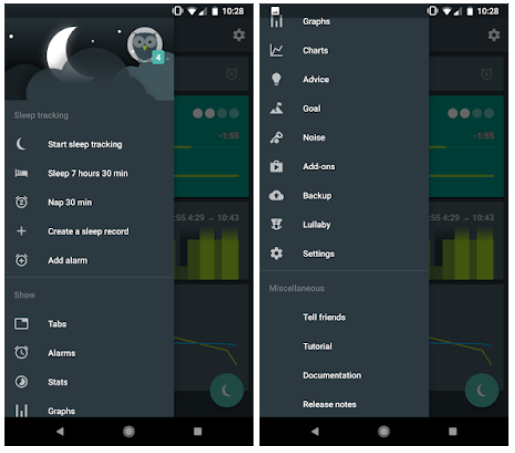 10:28
4
Sleep tracking
-1:55
Start sleep tracking
Sleep 7 hours 30 min
Nap 30 min
:55 4:29 → 10:43
Create a sleep record
Add alarm
Show
Tabs
Alarms
Stats
Graphs
10:28
Graphs
Charts
Advice
Goal
-1:55
Noise
Add-ons
Backup
:55 4:29 → 10:43
Lullaby
Settings
Miscellaneous
Tell friends
Tutorial
Documentation
Release notes